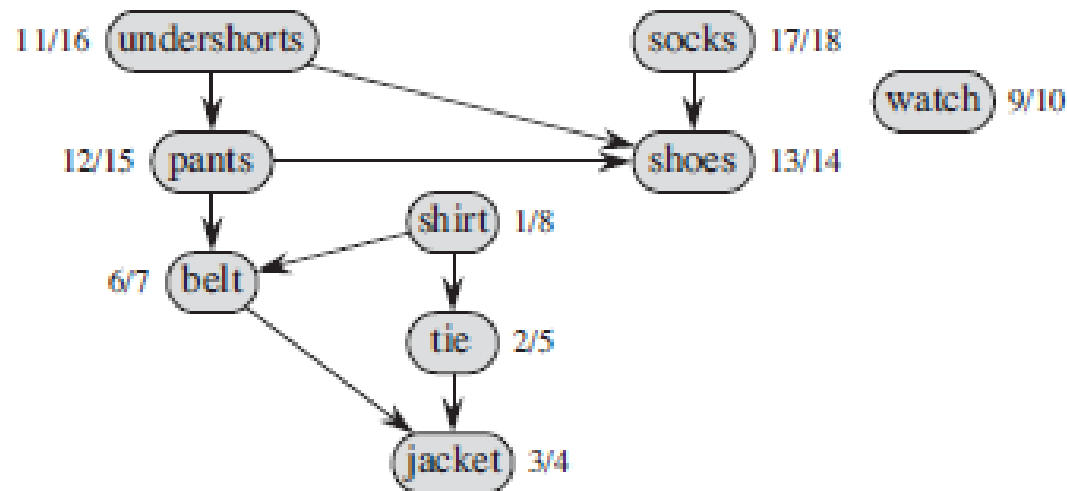 11/16 undershorts socks 17/18
watch 9/10
12/15 pants shoes 13/14
shirt 1/8
6/7 belt
tie 2/5
jacket 3/4